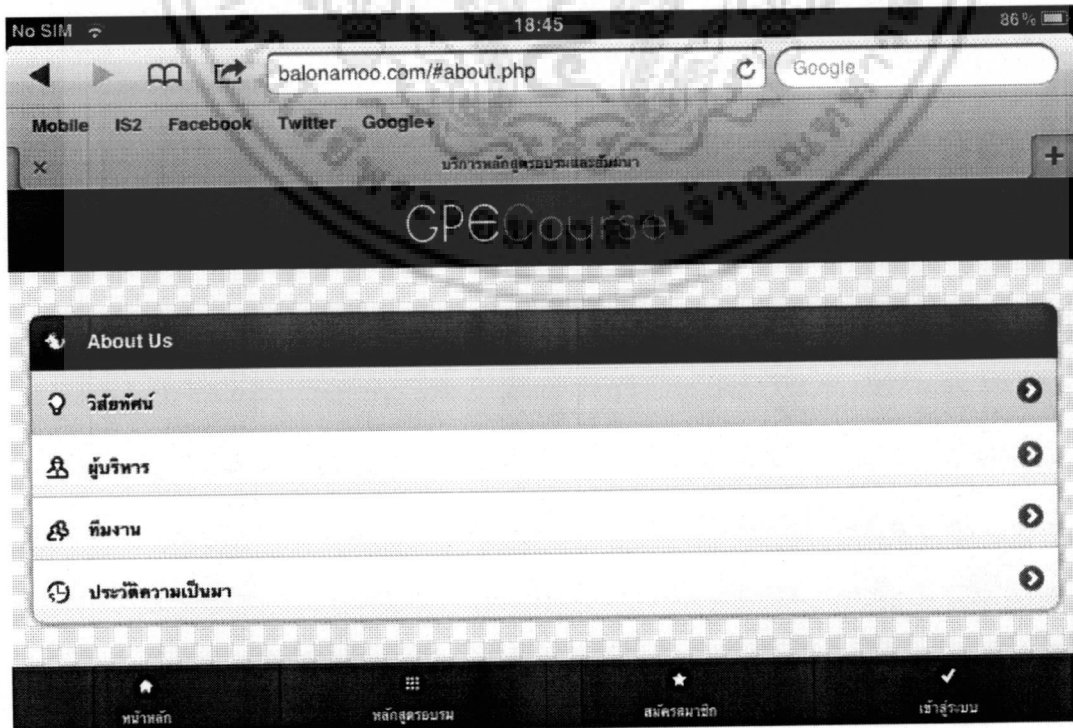 No SIM 18:45 86%
balonamoo.com/#about.php Google
Mobile IS2 Facebook Twitter Google+
บริการหลักสูตรอบรมและสัมมนา
CPECourse
About Us
วิสัยทัศน์
ผู้บริหาร
ทีมงาน
ประวัติความเป็นมา
หน้าหลัก หลักสูตรอบรม สมัครสมาชิก เข้าสู่ระบบ